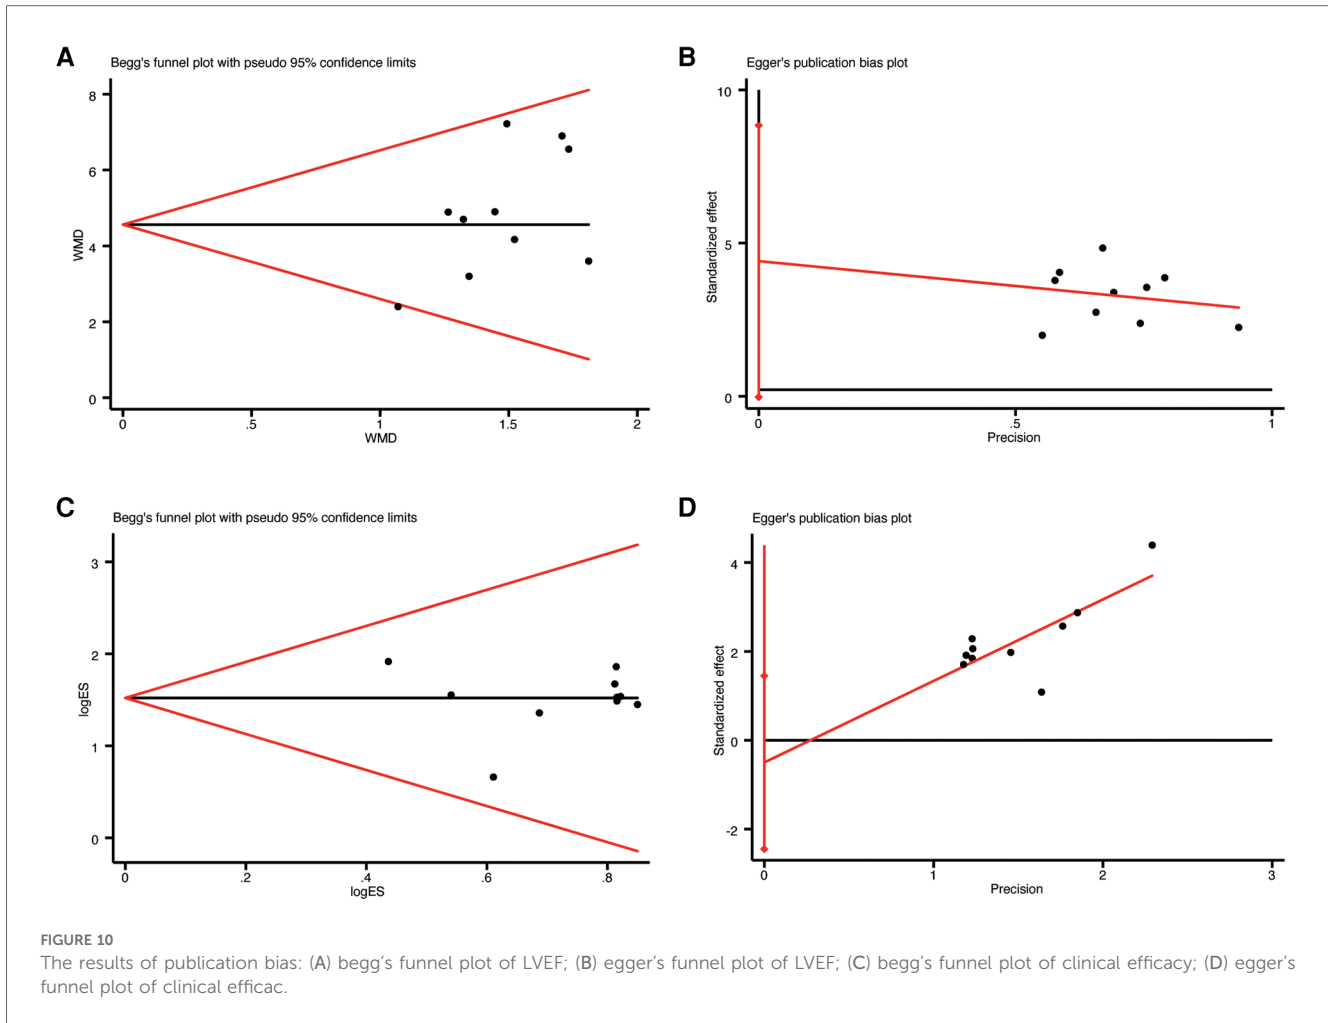 A
Begg's funnel plot with pseudo 95% confidence limits
8
6
4
2
0
WMD
0
.5
1
1.5
2
WMD
B
Egger's publication bias plot
10
5
0
Standardized effect
0
.5
1
Precision
C
Begg's funnel plot with pseudo 95% confidence limits
3
2
1
0
logES
0
.2
.4
.6
.8
logES
D
Egger's publication bias plot
4
2
0
-2
Standardized effect
0
1
2
3
Precision
FIGURE 10
The results of publication bias: (A) begg's funnel plot of LVEF; (B) egger's funnel plot of LVEF; (C) begg's funnel plot of clinical efficacy; (D) egger's
funnel plot of clinical efficac.